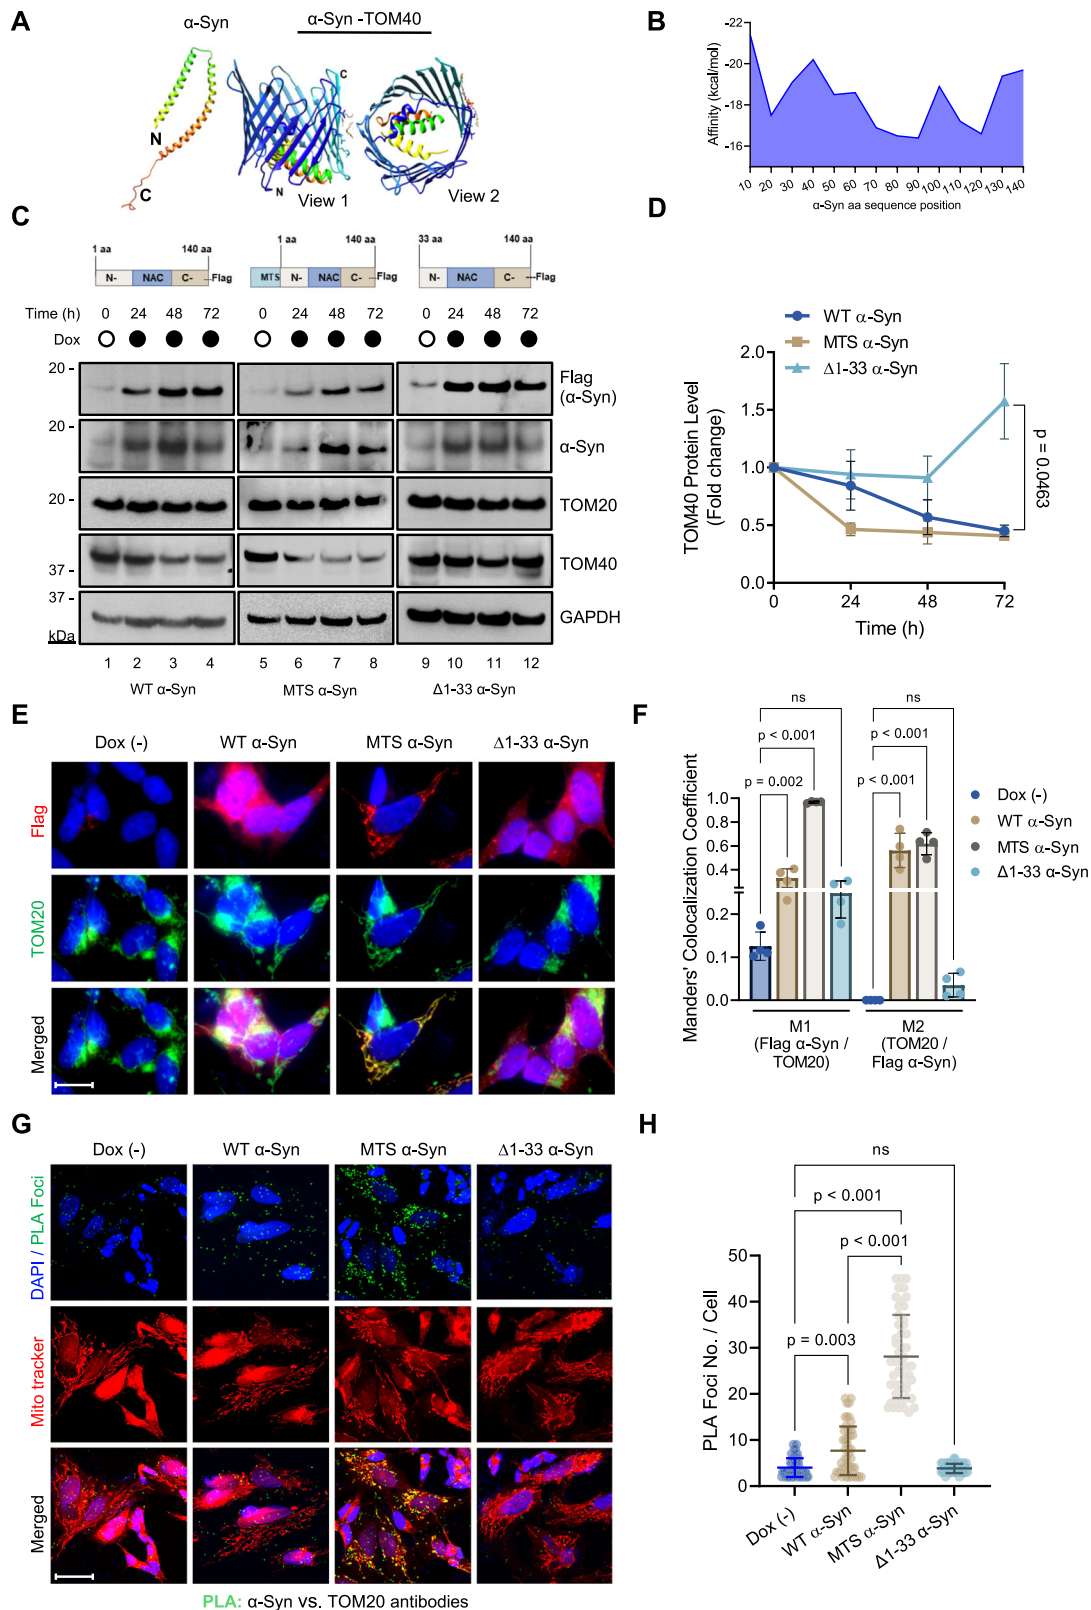 A
α-Syn
α-Syn -TOM40
N
C
C
N
View 1
View 2
B
Affinity (kcal/mol)
-22
-20
-18
-16
10 20 30 40 50 60 70 80 90 100 110 120 130 140
α-Syn aa sequence position
C
1 aa 140 aa
N- NAC C- Flag
1 aa 140 aa
MTS N- NAC C- Flag
33 aa 140 aa
N- NAC C- Flag
Time (h) 0 24 48 72 0 24 48 72 0 24 48 72
Dox
20 -
Flag
(α-Syn)
20 -
α-Syn
20 -
TOM20
37 -
TOM40
37 -
GAPDH
kDa
1 2 3 4 5 6 7 8 9 10 11 12
WT α-Syn MTS α-Syn Δ1-33 α-Syn
D
WT α-Syn
MTS α-Syn
Δ1-33 α-Syn
TOM40 Protein Level
(Fold change)
2.0
1.5
1.0
0.5
0.0
0 24 48 72
Time (h)
p = 0.0463
E
Dox (-) WT α-Syn MTS α-Syn Δ1-33 α-Syn
Flag
TOM20
Merged
F
Manders' Colocalization Coefficient
ns ns
p < 0.001 p < 0.001
p = 0.002 p < 0.001
1.0
0.8
0.6
0.4
0.2
0.1
0.0
M1
(Flag α-Syn /
TOM20)
M2
(TOM20 /
Flag α-Syn)
Dox (-)
WT α-Syn
MTS α-Syn
Δ1-33 α-Syn
G
Dox (-) WT α-Syn MTS α-Syn Δ1-33 α-Syn
DAPI / PLA Foci
Mito tracker
Merged
PLA: α-Syn vs. TOM20 antibodies
H
ns
p < 0.001
p < 0.001
p = 0.003
PLA Foci No. / Cell
50
40
30
20
10
0
Dox (-)
WT α-Syn
MTS α-Syn
Δ1-33 α-Syn